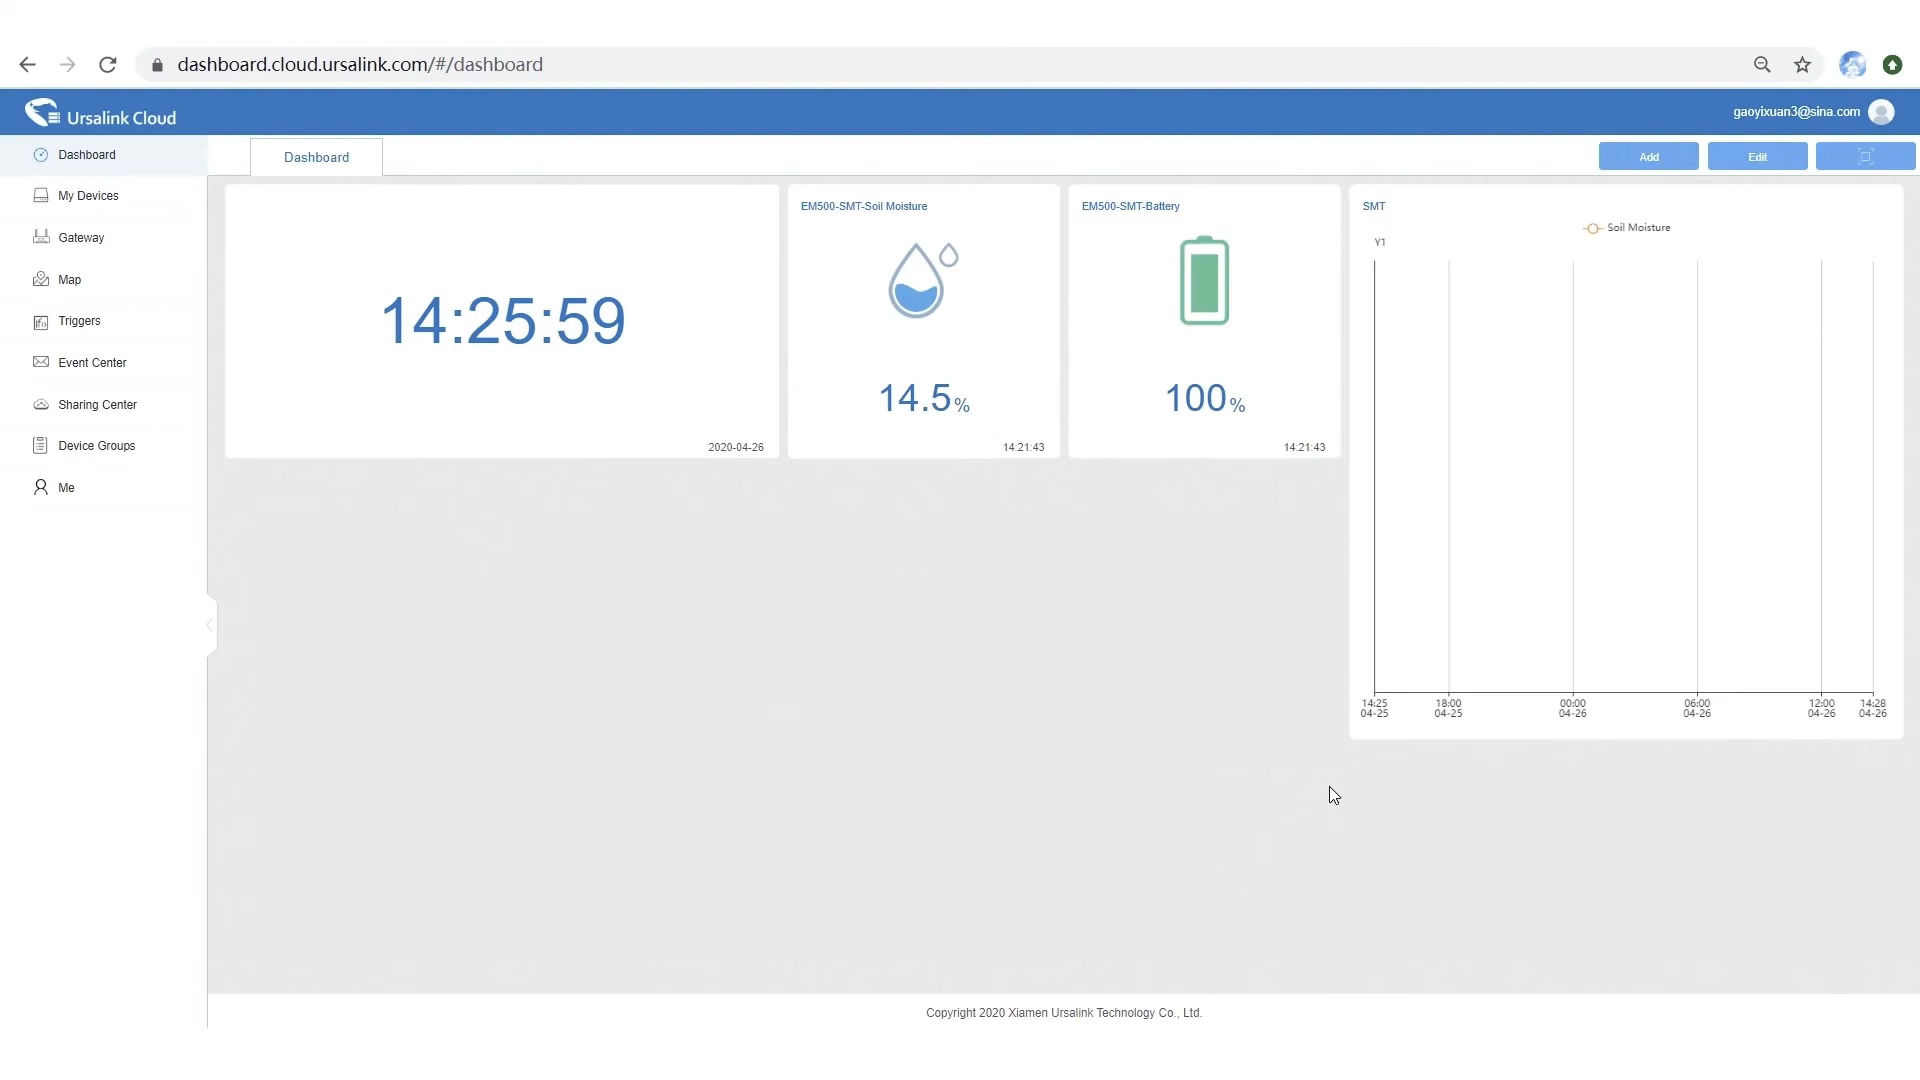 dashboard.cloud.ursalink.com/#/dashboard
Ursalink Cloud
gaoyixuan3@sina.com
Dashboard
My Devices
Gateway
Map
Triggers
Event Center
Sharing Center
Device Groups
Me
Dashboard
Add
Edit
14:25:59
2020-04-26
EM500-SMT-Soil Moisture
14.5%
14:21:43
EM500-SMT-Battery
100%
14:21:43
SMT
Soil Moisture
Y1
14:25 18:00 00:00 06:00 12:00 14:28
04-25 04-25 04-26 04-26 04-26 04-26
Copyright 2020 Xiamen Ursalink Technology Co., Ltd.